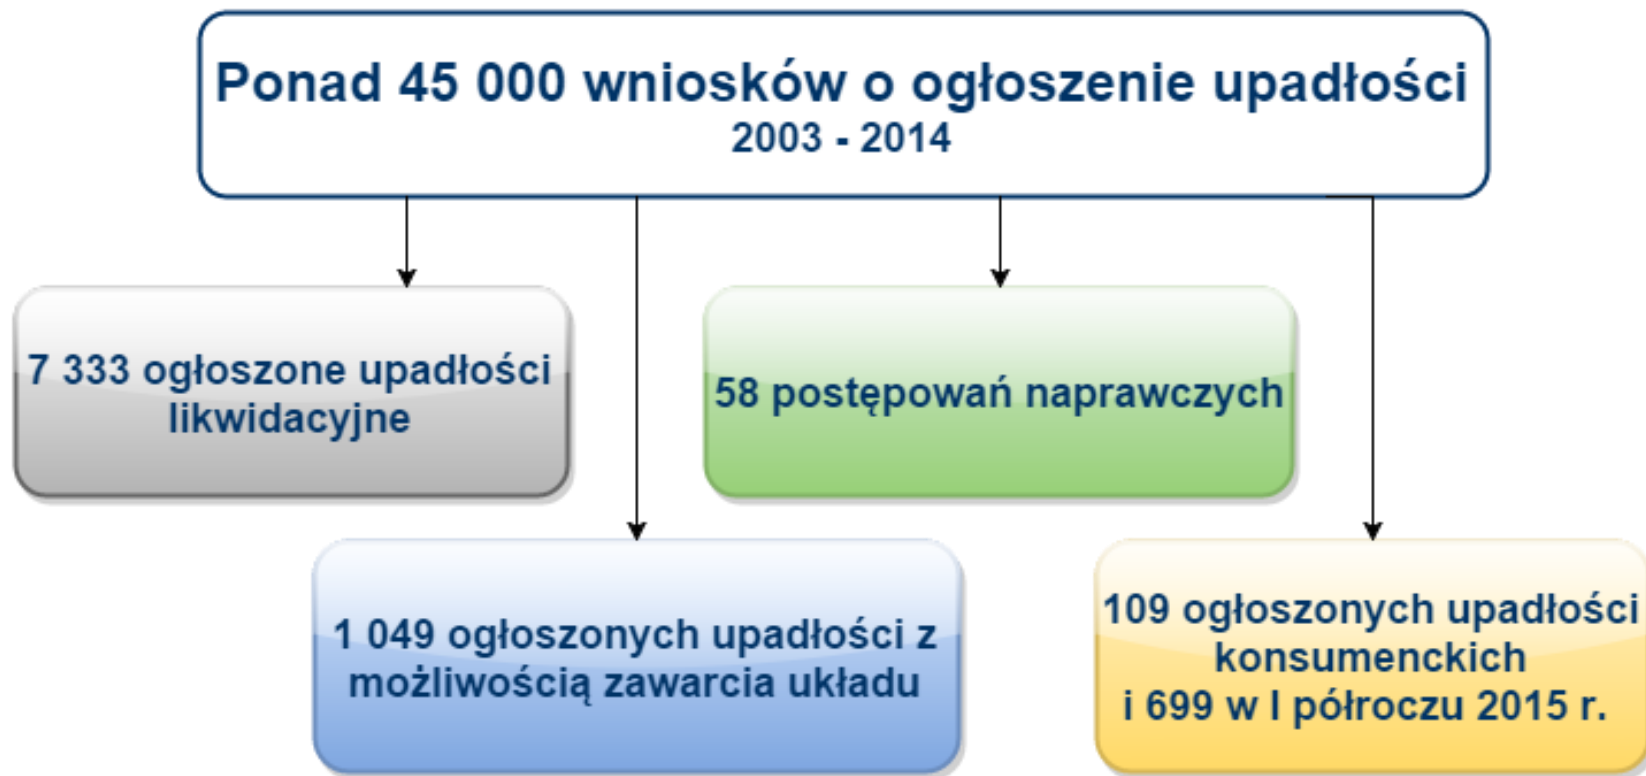 Ponad 45 000 wniosków o ogłoszenie upadłości
2003 - 2014
7 333 ogłoszone upadłości
likwidacyjne
58 postępowań naprawczych
1 049 ogłoszonych upadłości z
możliwością zawarcia układu
109 ogłoszonych upadłości
konsumenckich
i 699 w I półroczu 2015 r.